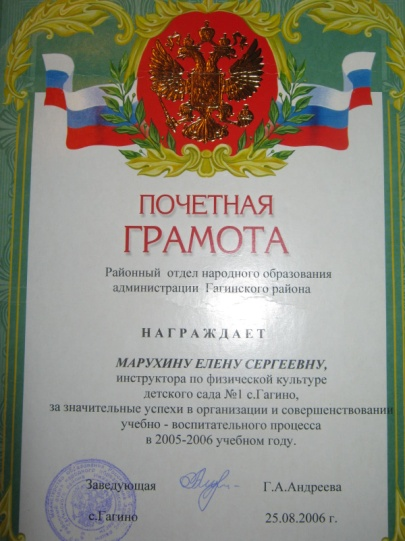 ПОЧЕТНАЯ
ГРАМОТА
Районный отдел народного образования
администрации Гагинского района
НАГРАЖДАЕТ
МАРУХИНУ ЕЛЕНУ СЕРГЕЕВНУ,
инструктора по физической культуре
детского сада №1 с.Гагино,
за значительные успехи в организации и совершенствовании
учебно - воспитательного процесса
в 2005-2006 учебном году.
Заведующая Г.А.Андреева
с.Гагино 25.08.2006 г.